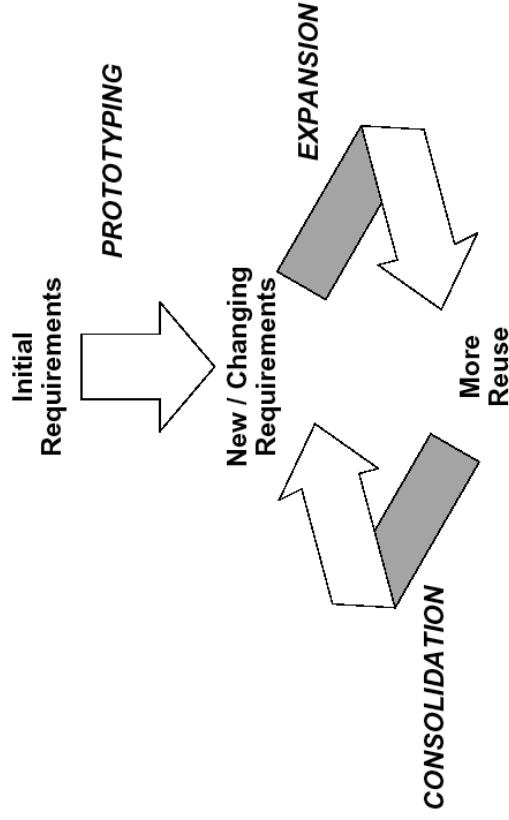 Initial
Requirements
PROTOTYPING
New / Changing
Requirements
EXPANSION
More
Reuse
CONSOLIDATION